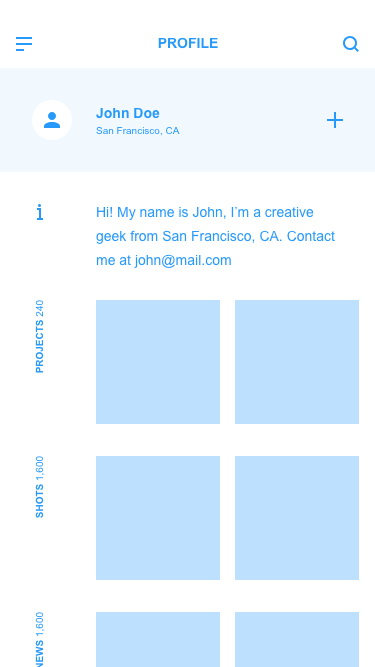 PROFILE
John Doe
San Francisco, CA
Hi! My name is John, I’m a creative
geek from San Francisco, CA. Contact
me at john@mail.com
PROJECTS 240
SHOTS 1,600
NEWS 1,600